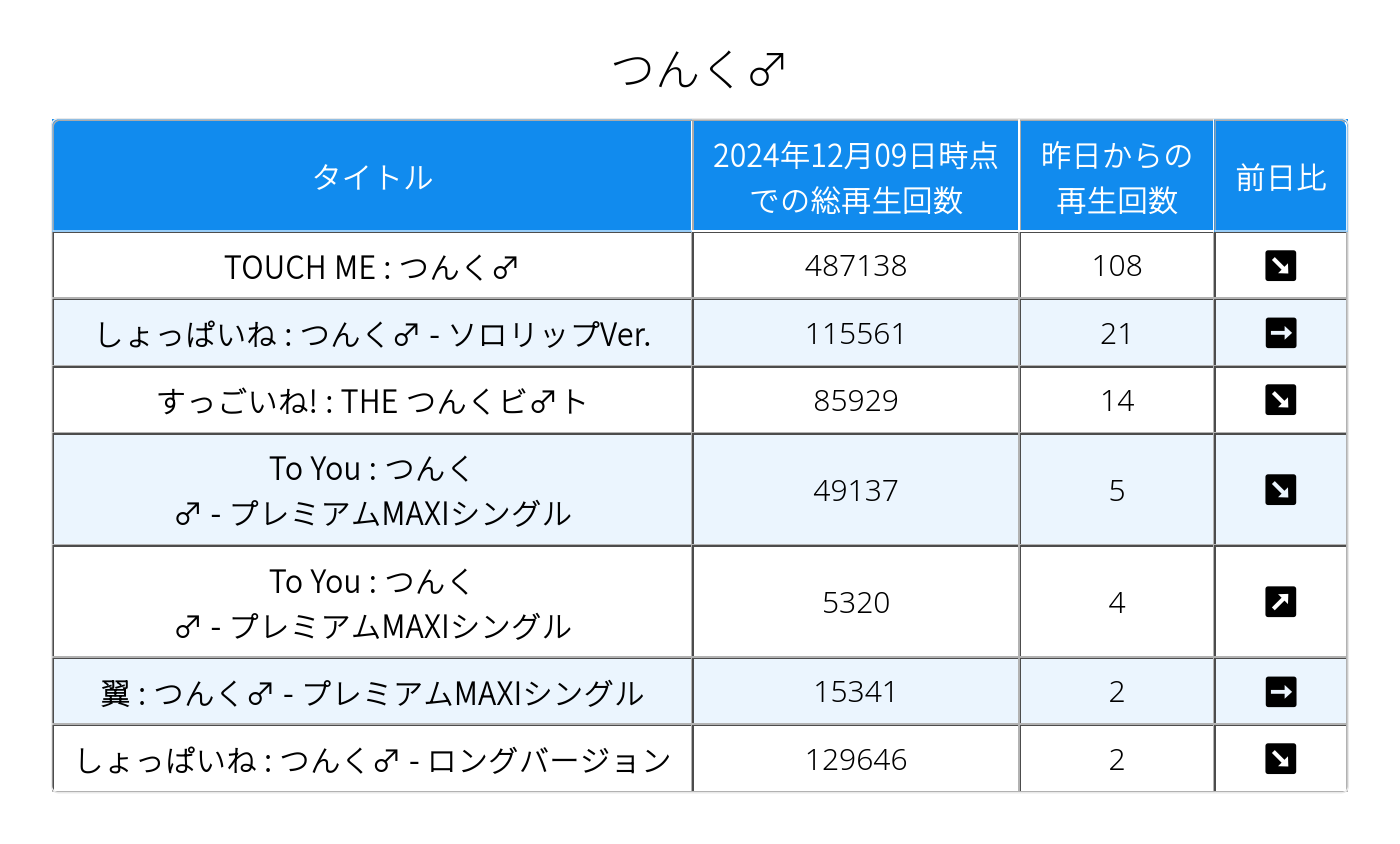 つんく♂
タイトル
2024年12月09日時点
での総再生回数
昨日からの
再生回数
前日比
TOUCH ME : つんく♂
487138
108
しょっぱいね : つんく♂ - ソロリップVer.
115561
21
すっごいね! : THE つんくビ♂ト
85929
14
To You : つんく
♂ - プレミアムMAXIシングル
49137
5
To You : つんく
♂ - プレミアムMAXIシングル
5320
4
翼 : つんく♂ - プレミアムMAXIシングル
15341
2
しょっぱいね : つんく♂ - ロングバージョン
129646
2